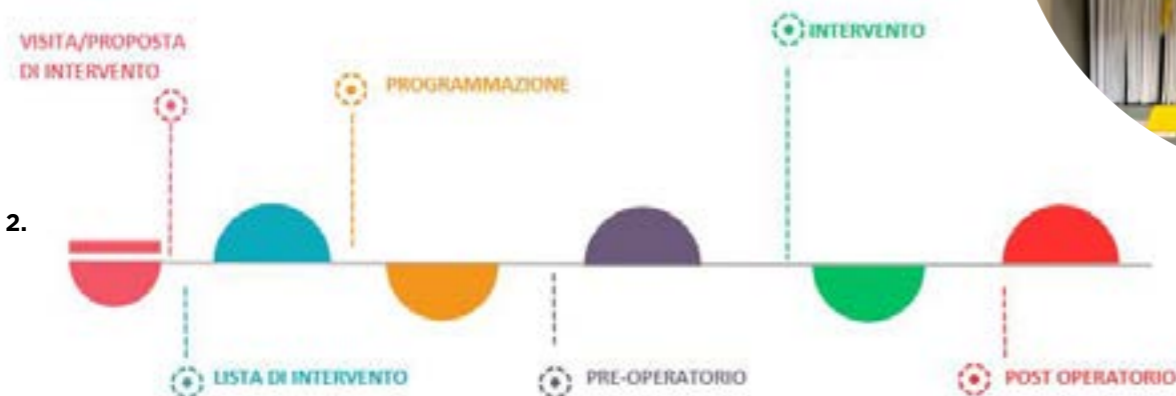 VISITA/PROPOSTA
DI INTERVENTO
PROGRAMMAZIONE
INTERVENTO
2.
LISTA DI INTERVENTO
PRE-OPERATORIO
POST OPERATORIO